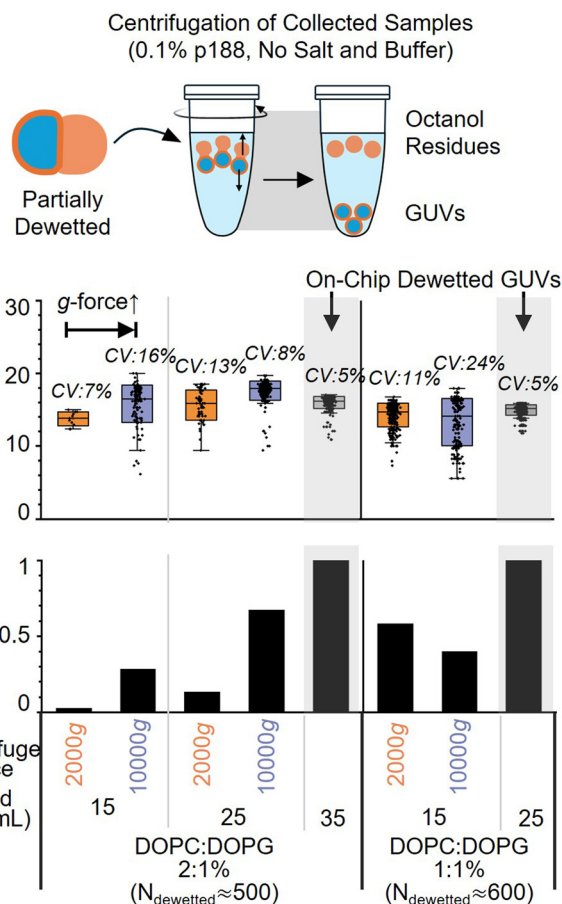 Centrifugation of Collected Samples
(0.1% p188, No Salt and Buffer)
Octanol
Residues
Partially
Dewetted
GUVs
On-Chip Dewetted GUVs
g-force↑
30
20
10
0
CV:7%
CV:16%
CV:13%
CV:8%
CV:5%
CV:11%
CV:24%
CV:5%
1
0.5
0
2000g
10000g
2000g
10000g
2000g
10000g
15
25
35
15
25
mL)
DOPC:DOPG
2:1%
(Ndewetted≈500)
DOPC:DOPG
1:1%
(Ndewetted≈600)